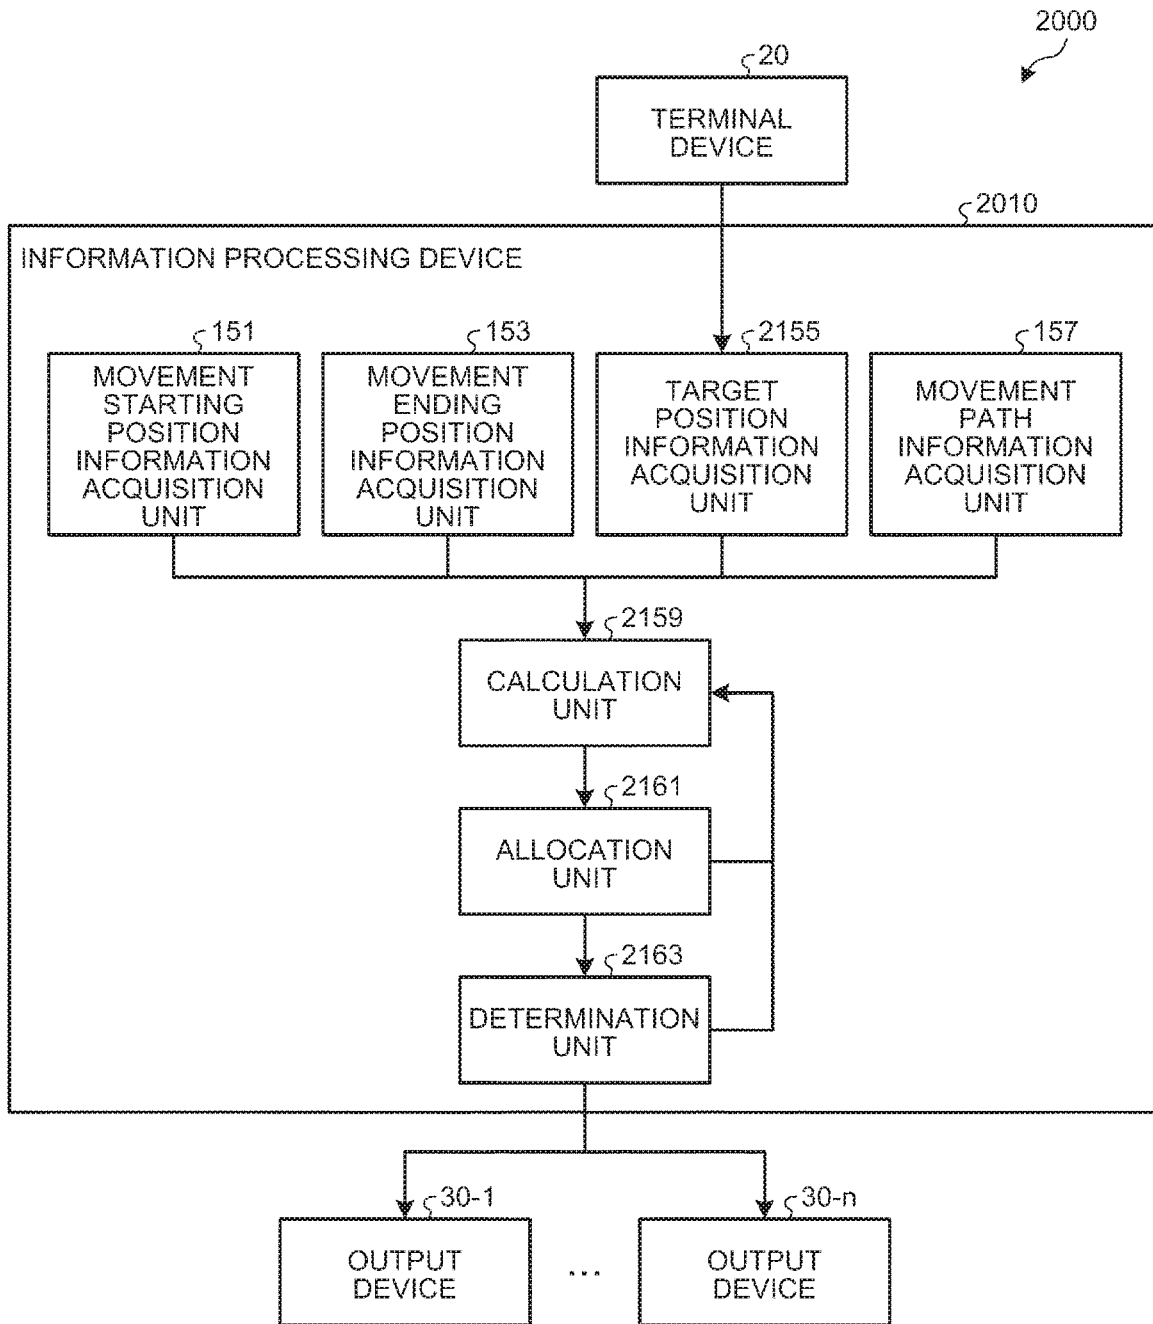 2000
20
TERMINAL
DEVICE
2010
INFORMATION PROCESSING DEVICE
151
MOVEMENT
STARTING
POSITION
INFORMATION
ACQUISITION
UNIT
153
MOVEMENT
ENDING
POSITION
INFORMATION
ACQUISITION
UNIT
2155
TARGET
POSITION
INFORMATION
ACQUISITION
UNIT
157
MOVEMENT
PATH
INFORMATION
ACQUISITION
UNIT
2159
CALCULATION
UNIT
2161
ALLOCATION
UNIT
2163
DETERMINATION
UNIT
30-1
OUTPUT
DEVICE
...
30-n
OUTPUT
DEVICE